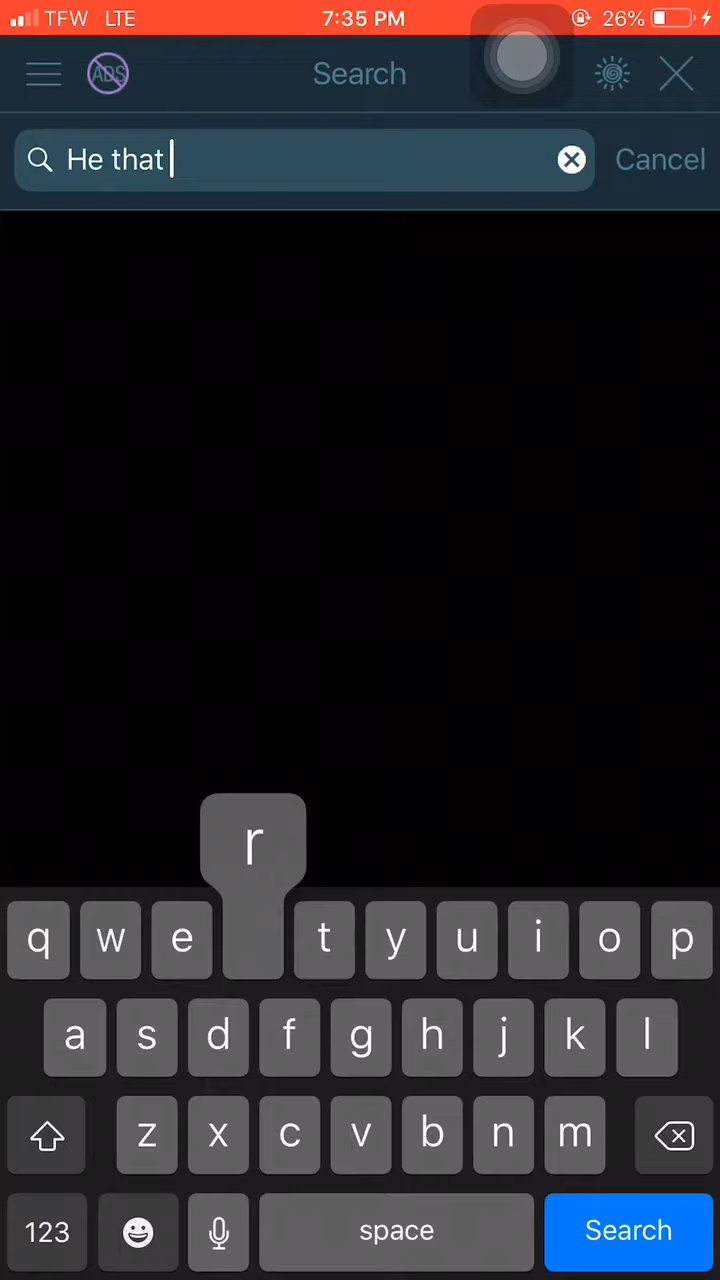 TFW LTE 7:35 PM 26%
ADS Search
He that Cancel
r
q w e t y u i o p
a s d f g h j k l
z x c v b n m
123 space Search